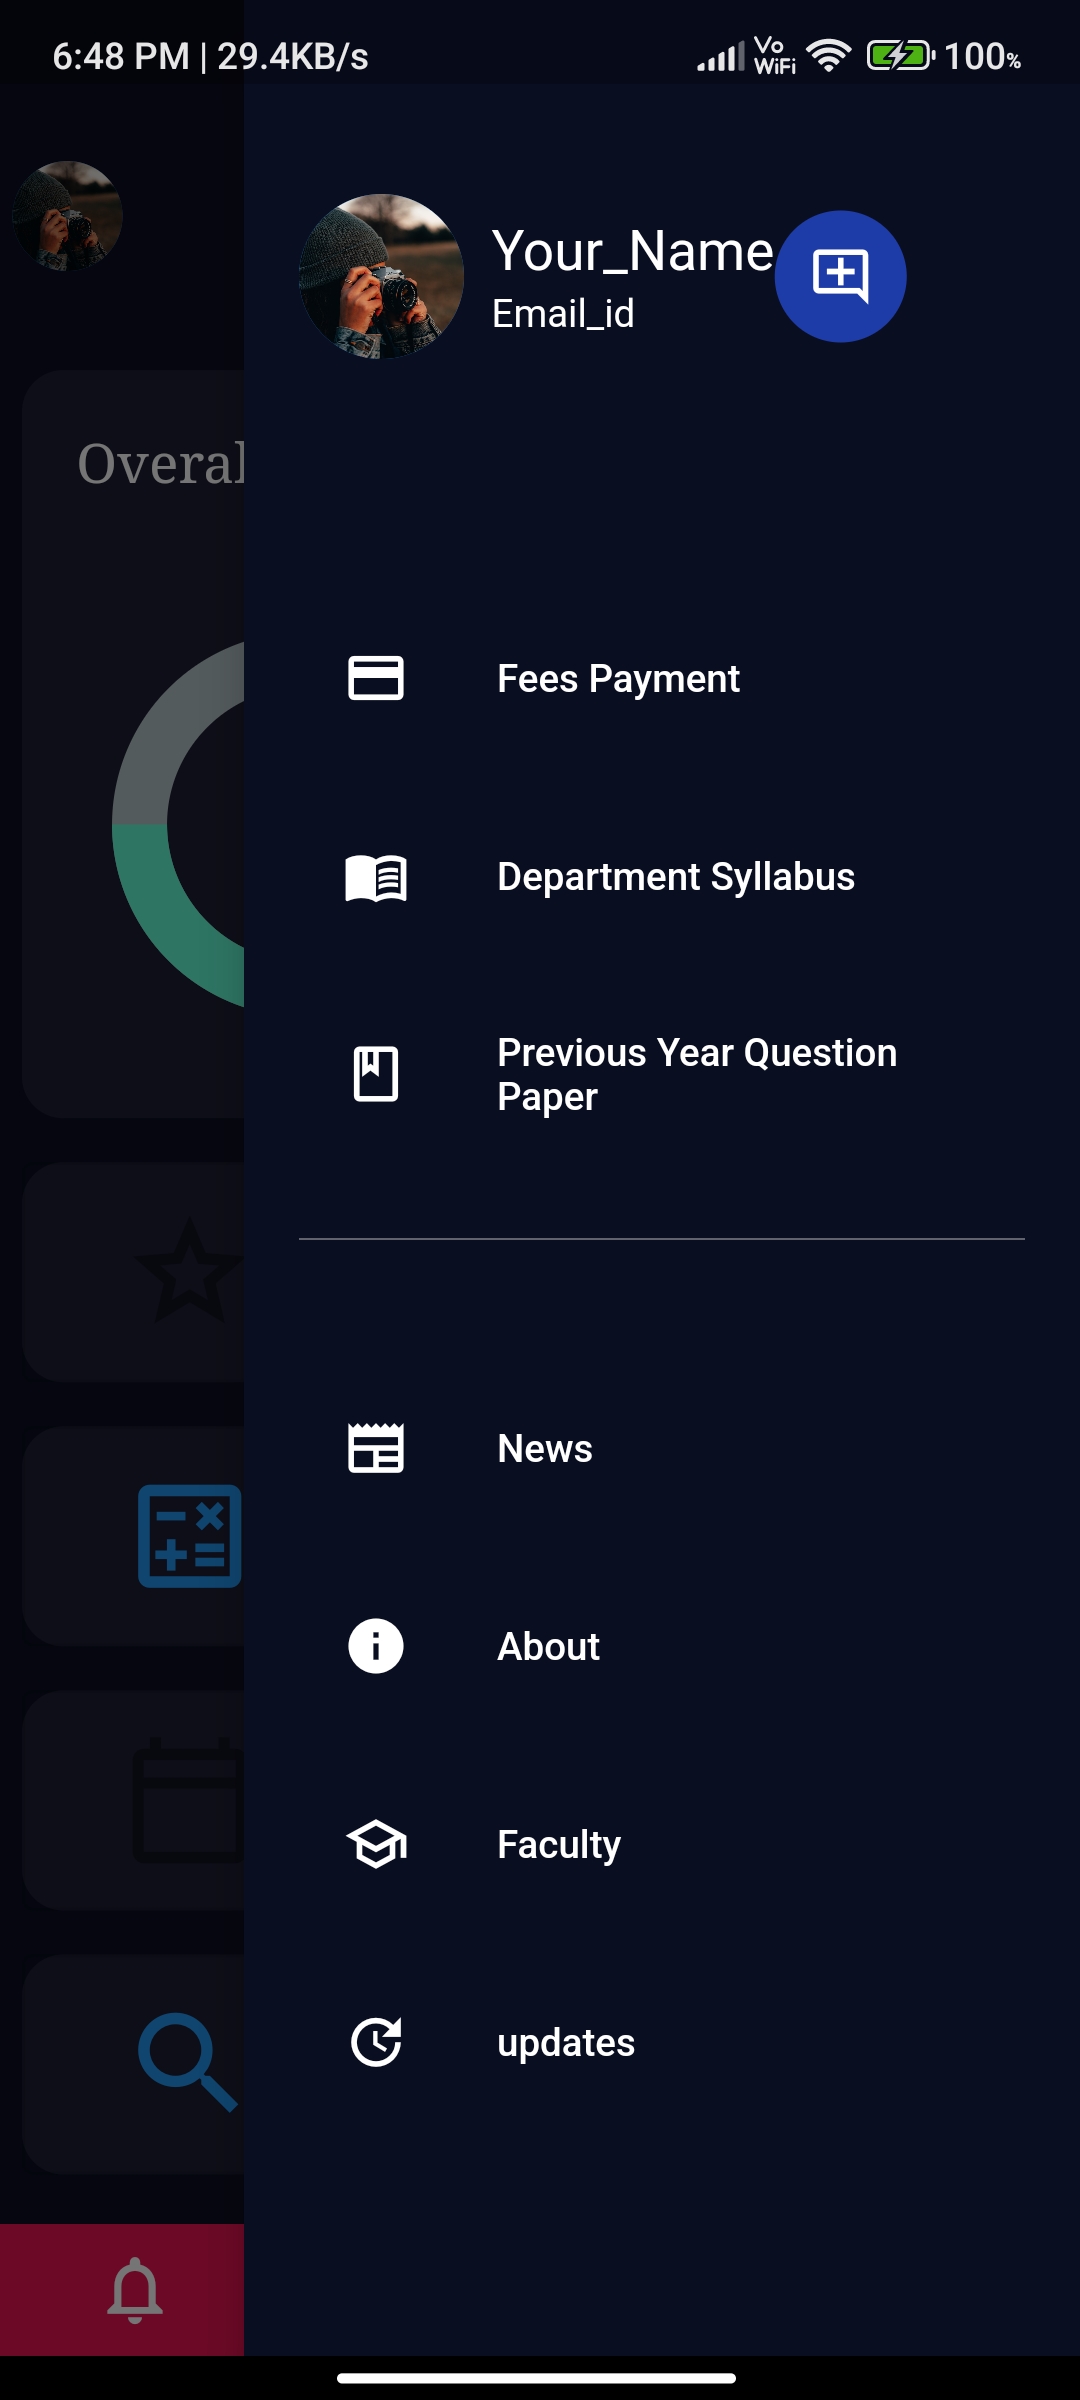 6:48 PM | 29.4KB/s Vo WiFi 100%
Your_Name
Email_id
Overal
Fees Payment
Department Syllabus
Previous Year Question
Paper
News
About
Faculty
updates